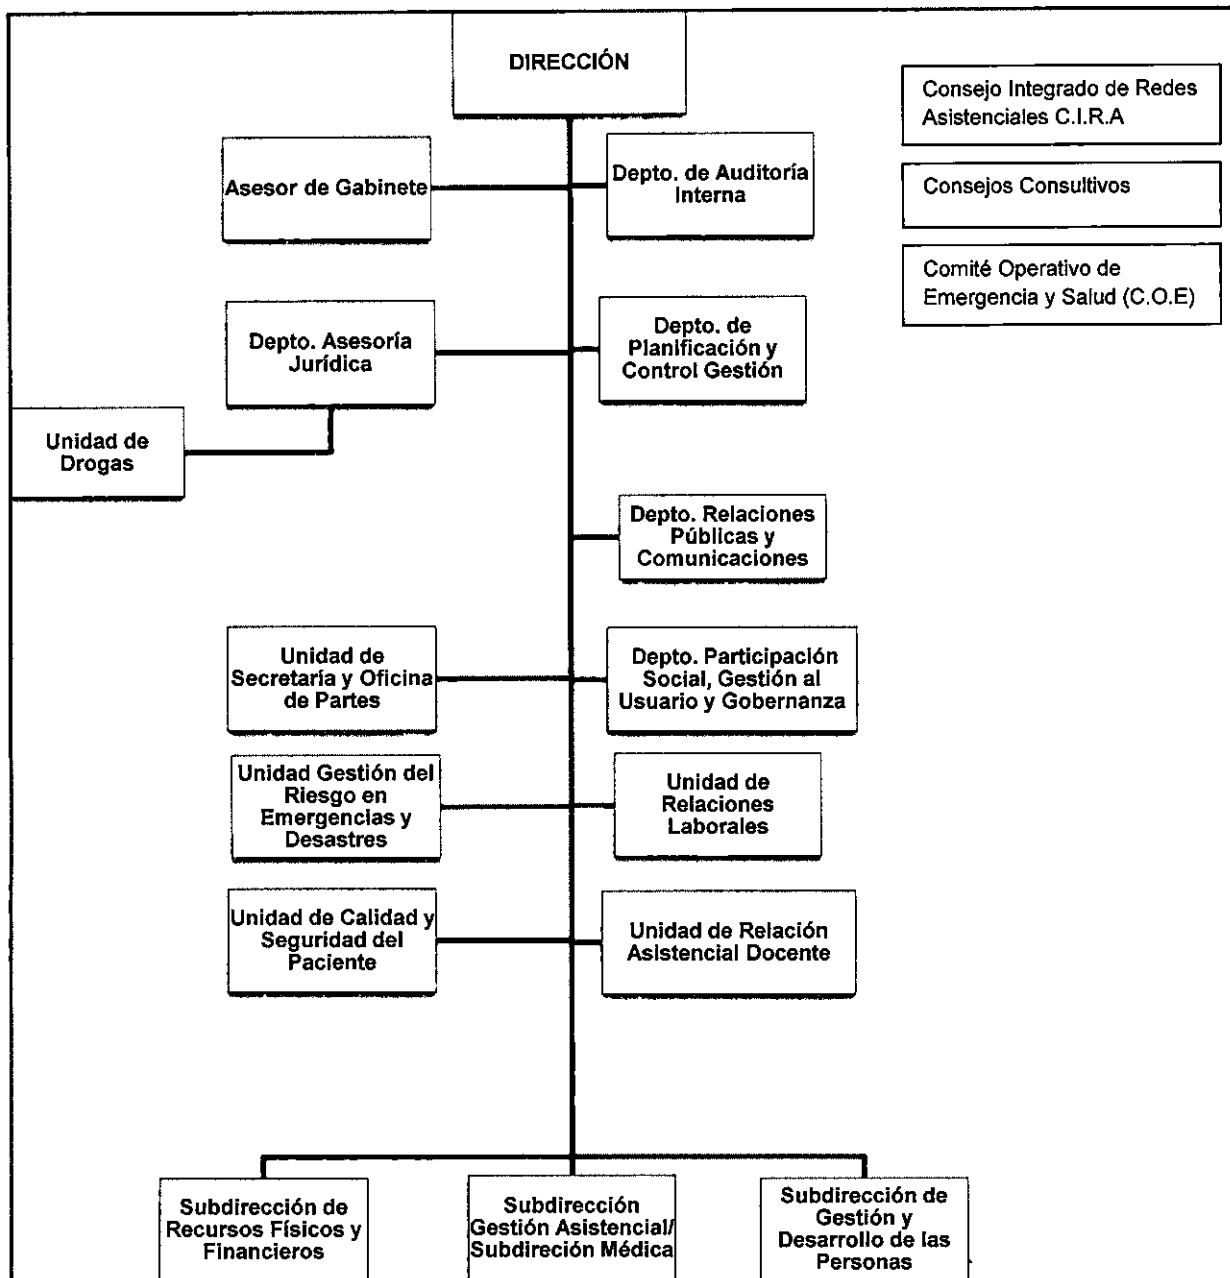 DIRECCIÓN
Consejo Integrado de Redes
Asistenciales C.I.R.A
Consejos Consultivos
Comité Operativo de
Emergencia y Salud (C.O.E)
Asesor de Gabinete
Depto. de Auditoría
Interna
Depto. Asesoría
Jurídica
Depto. de
Planificación y
Control Gestión
Unidad de
Drogas
Depto. Relaciones
Públicas y
Comunicaciones
Unidad de
Secretaría y Oficina
de Partes
Depto. Participación
Social, Gestión al
Usuario y Gobernanza
Unidad Gestión del
Riesgo en
Emergencias y
Desastres
Unidad de
Relaciones
Laborales
Unidad de Calidad y
Seguridad del
Paciente
Unidad de Relación
Asistencial Docente
Subdirección de
Recursos Físicos y
Financieros
Subdirección
Gestión Asistencial/
Subdireción Médica
Subdirección de
Gestión y
Desarrollo de las
Personas